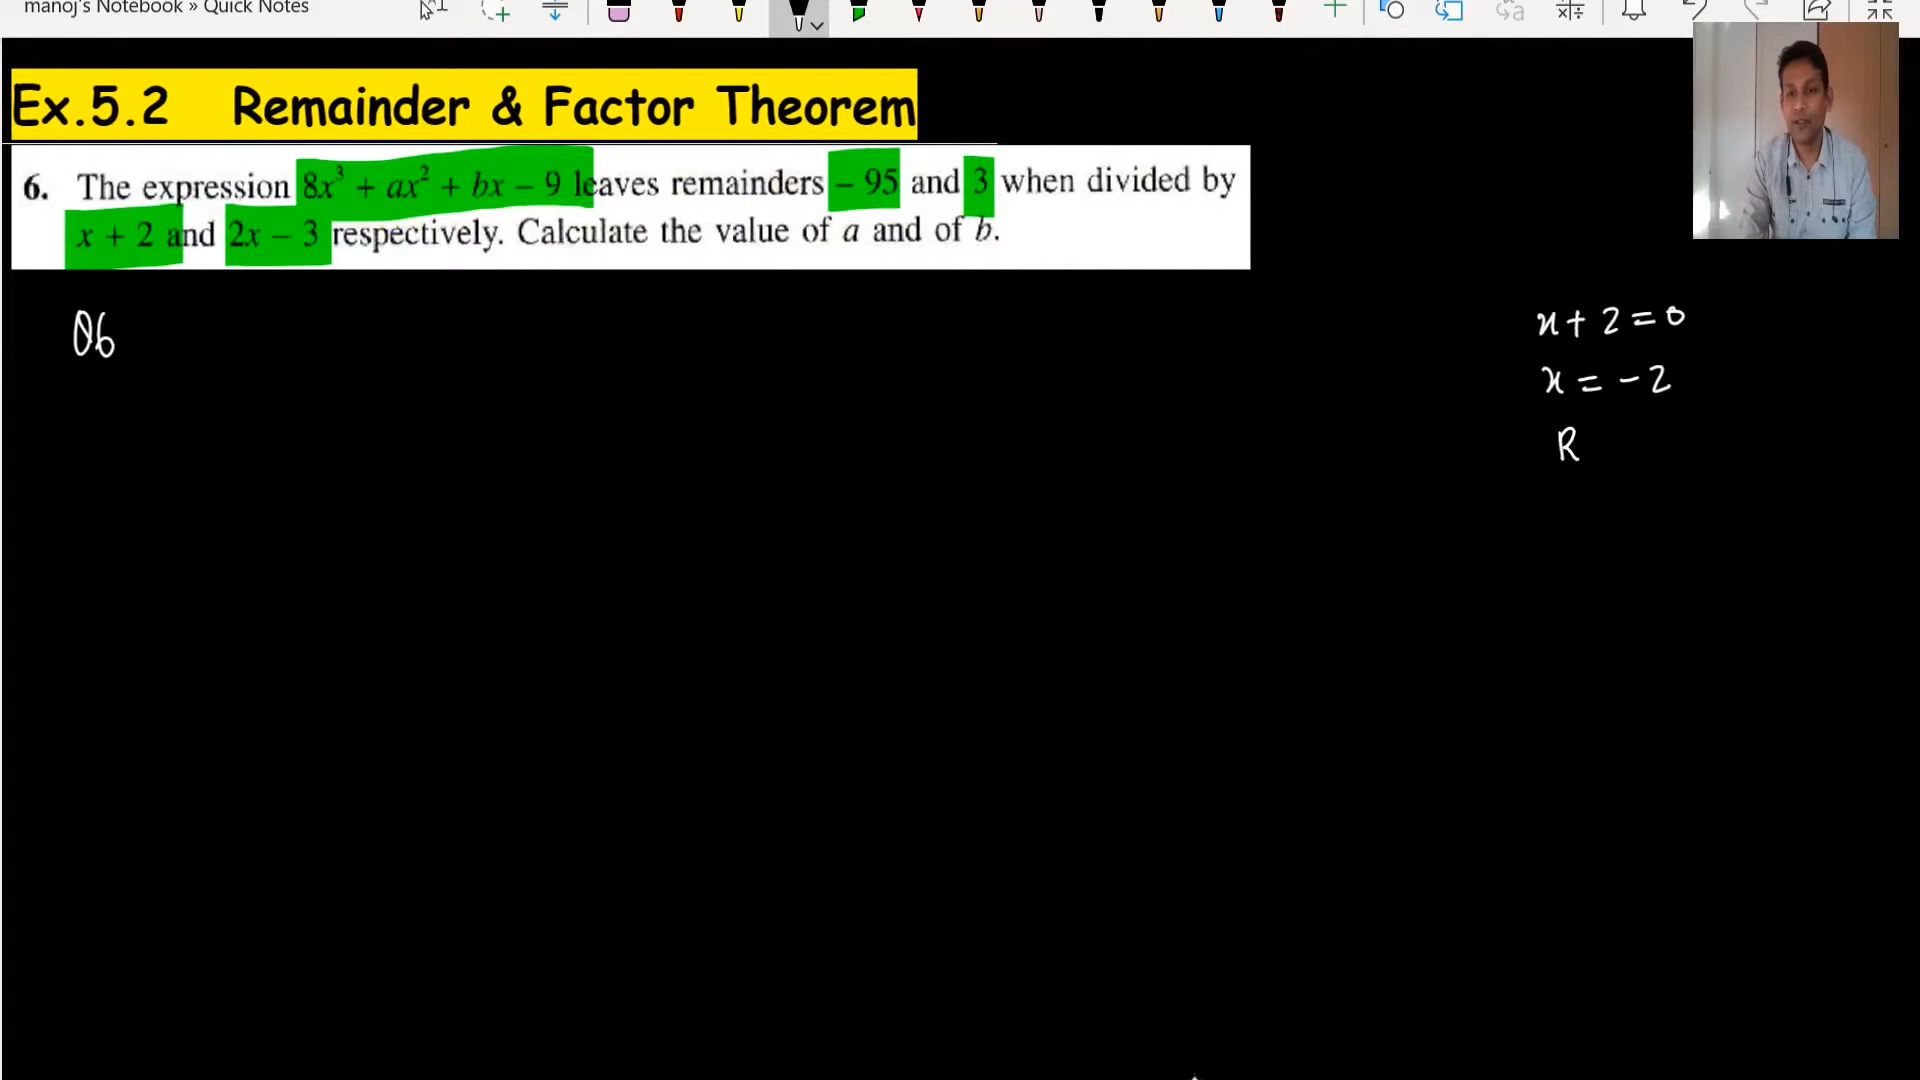 manoj's Notebook » Quick Notes
Ex.5.2 Remainder & Factor Theorem
6. The expression 8x³ + ax² + bx – 9 leaves remainders – 95 and 3 when divided by
x + 2 and 2x – 3 respectively. Calculate the value of a and of b.
Q6
x + 2 = 0
x = - 2
R